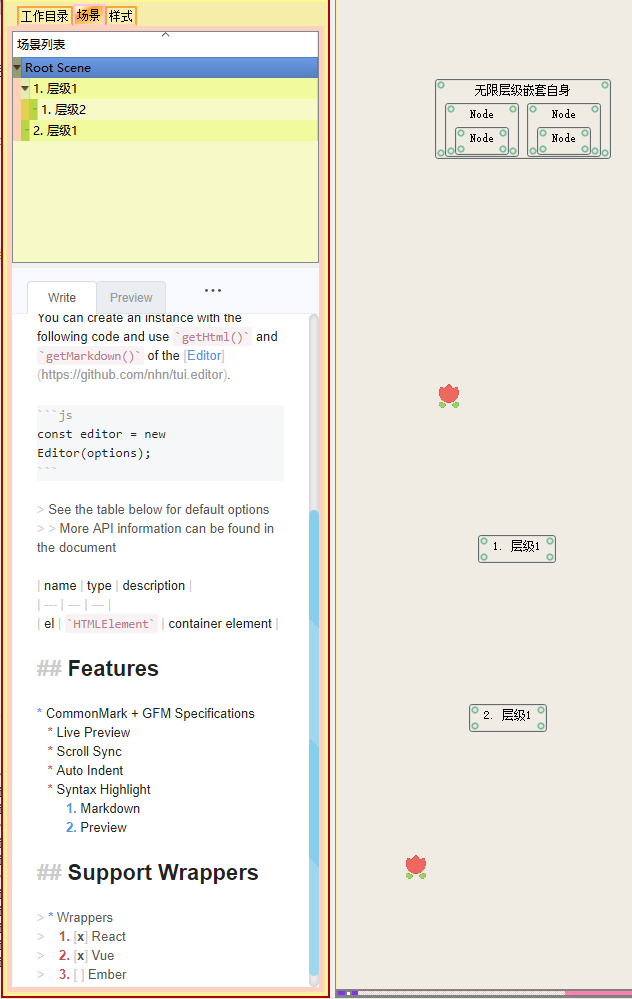 工作目录 场景 样式
场景列表
Root Scene
1. 层级1
1. 层级2
2. 层级1
Write Preview ...
You can create an instance with the
following code and use `getHtml()` and
`getMarkdown()` of the [Editor]
(https://github.com/nhn/tui.editor).
```js
const editor = new
Editor(options);
```
> See the table below for default options
> > More API information can be found in
the document
| name | type | description |
| --- | --- | --- |
| el | `HTMLElement` | container element |
## Features
* CommonMark + GFM Specifications
* Live Preview
* Scroll Sync
* Auto Indent
* Syntax Highlight
1. Markdown
2. Preview
## Support Wrappers
> * Wrappers
> 1. [x] React
> 2. [x] Vue
> 3. [ ] Ember
无限层级嵌套自身
Node Node
Node Node
1. 层级1
2. 层级1